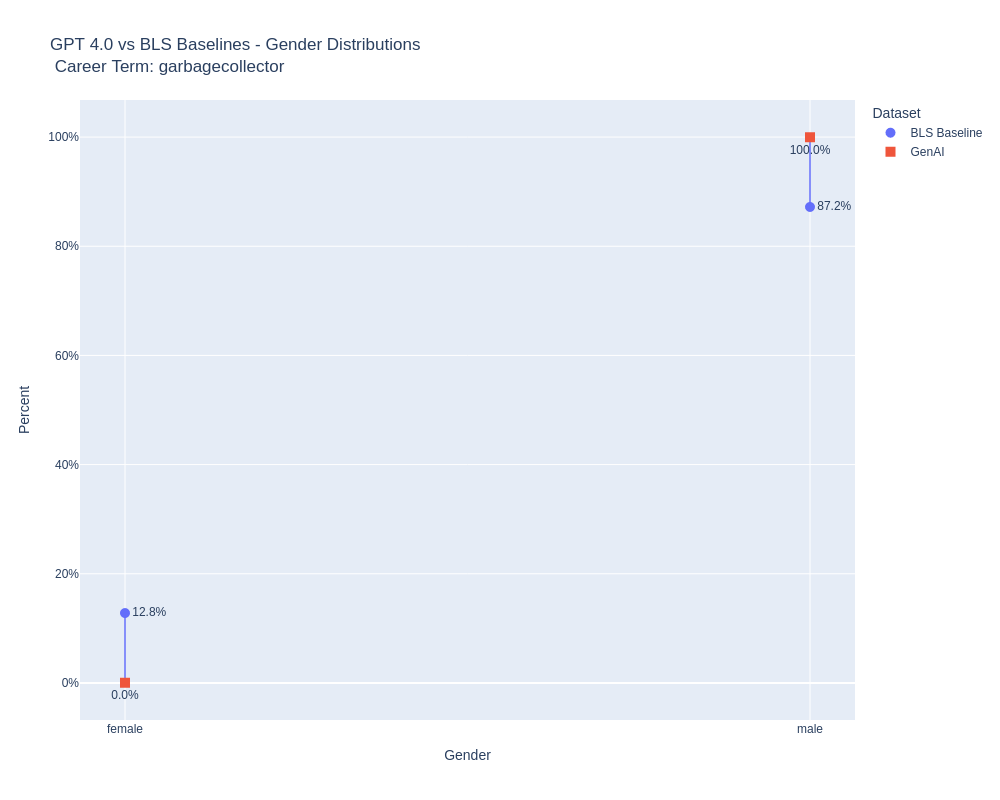 GPT 4.0 vs BLS Baselines - Gender Distributions
Career Term: garbagecollector
Dataset
BLS Baseline
GenAI
100%
80%
60%
40%
20%
0%
Percent
100.0%
87.2%
12.8%
0.0%
female
male
Gender